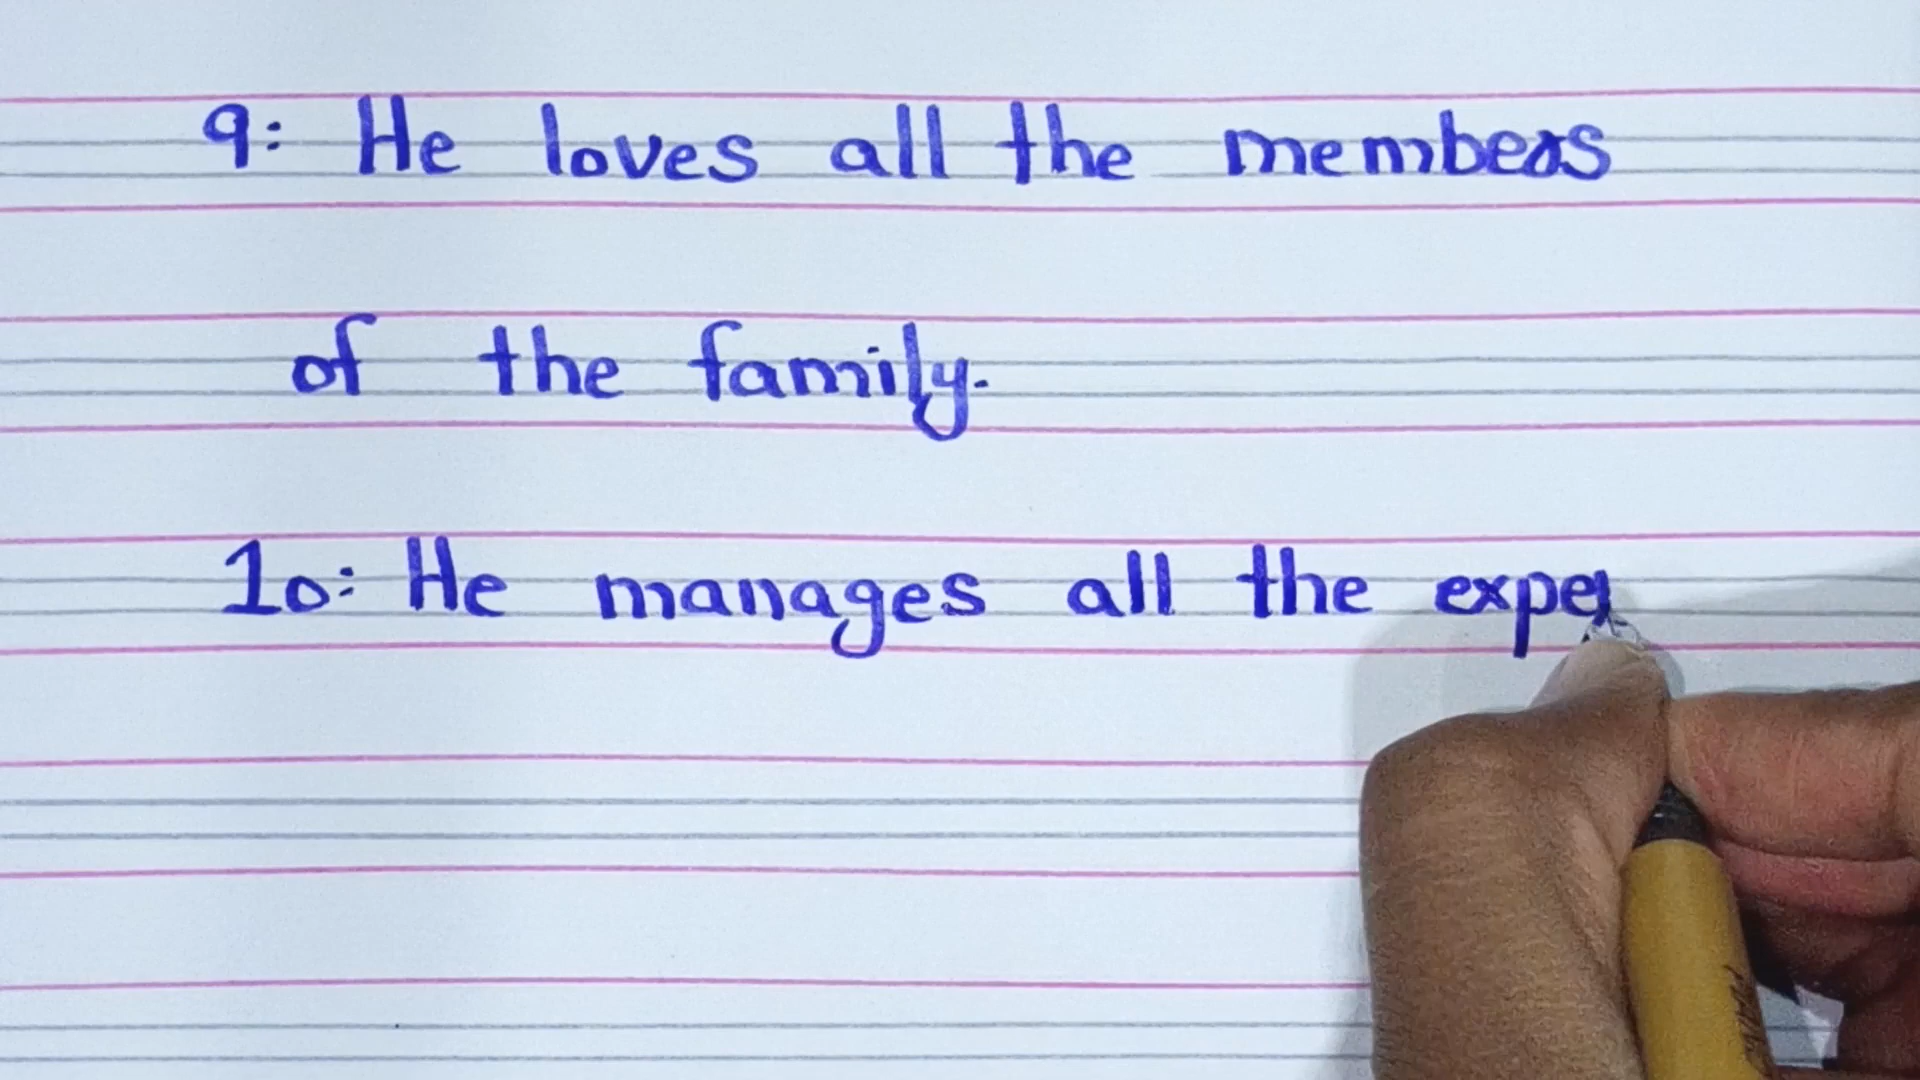 9: He loves all the members
of the family.
10: He manages all the expe